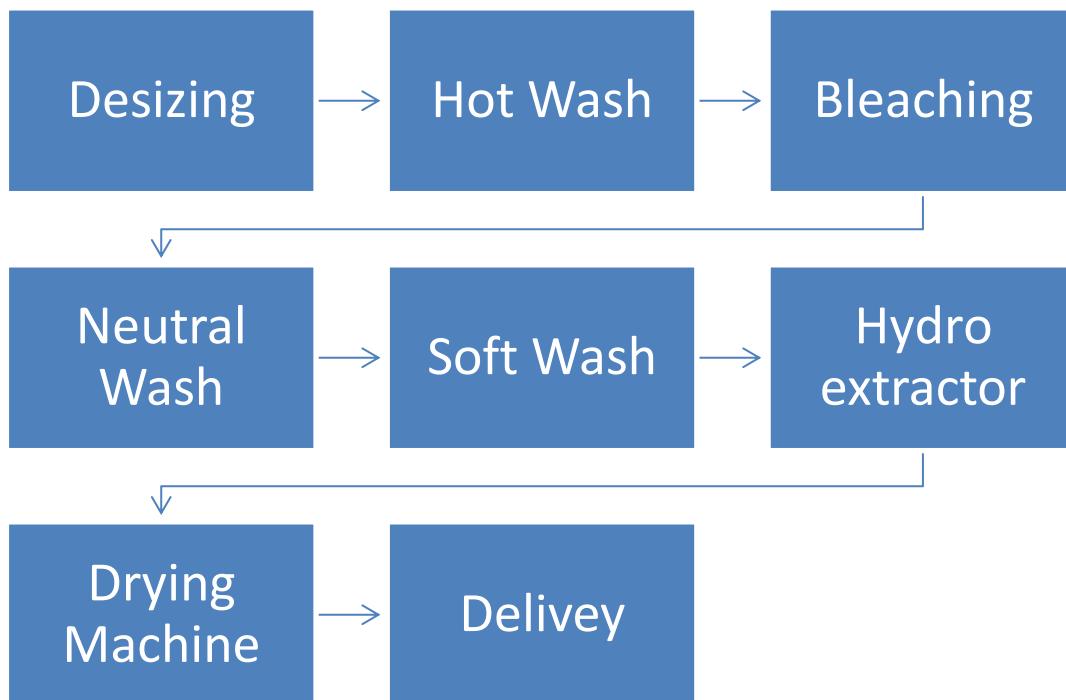 Desizing
Hot Wash
Bleaching
Neutral
Wash
Soft Wash
Hydro
extractor
Drying
Machine
Delivey